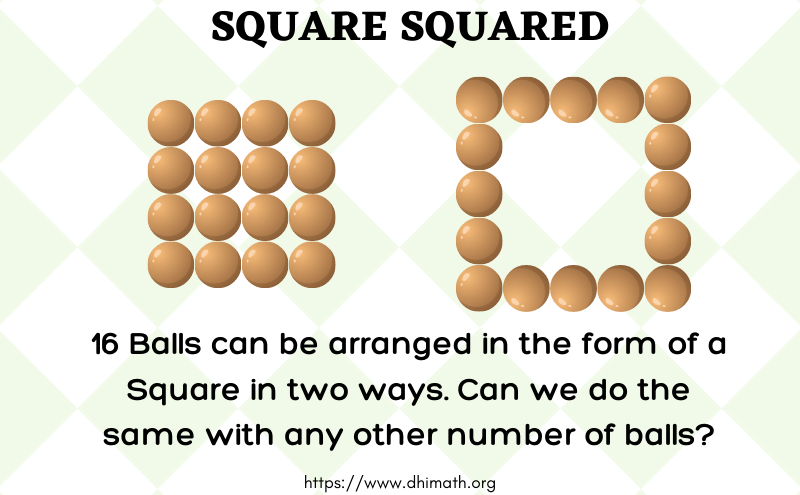 SQUARE SQUARED
16 Balls can be arranged in the form of a
Square in two ways. Can we do the
same with any other number of balls?
https://www.dhimath.org